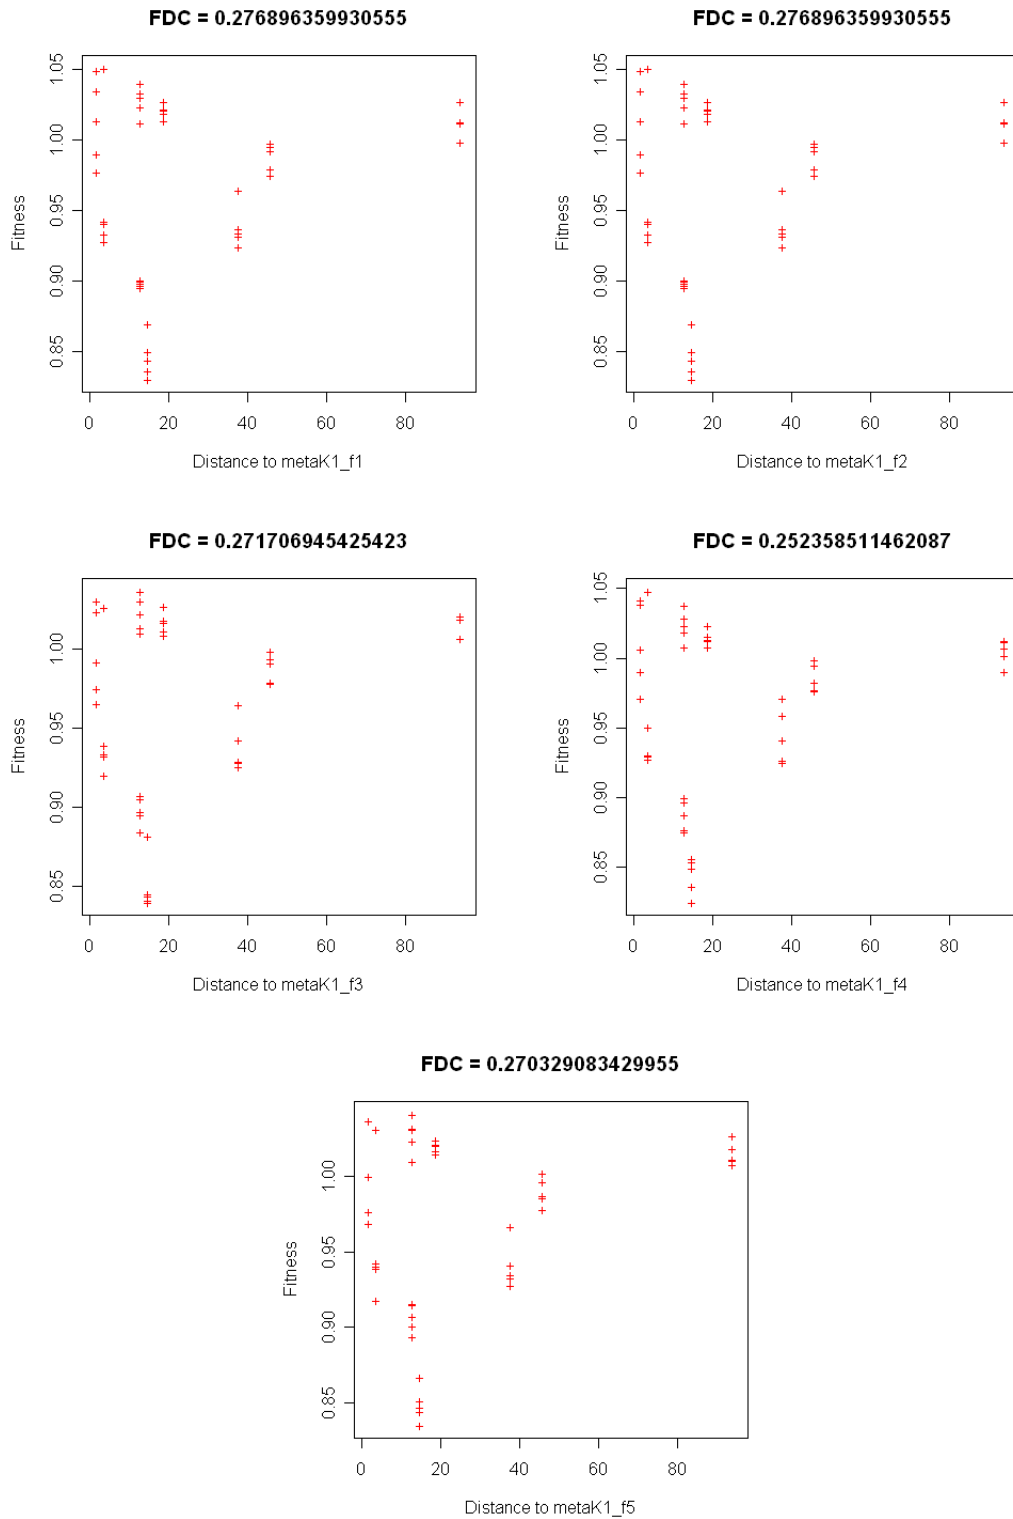 FDC = 0.276896359930555
Fitness
1.05
1.00
0.95
0.90
0.85
0 20 40 60 80
Distance to metaK1_f1
FDC = 0.276896359930555
Fitness
1.05
1.00
0.95
0.90
0.85
0 20 40 60 80
Distance to metaK1_f2
FDC = 0.271706945425423
Fitness
1.00
0.95
0.90
0.85
0 20 40 60 80
Distance to metaK1_f3
FDC = 0.252358511462087
Fitness
1.05
1.00
0.95
0.90
0.85
0 20 40 60 80
Distance to metaK1_f4
FDC = 0.270329083429955
Fitness
1.00
0.95
0.90
0.85
0 20 40 60 80
Distance to metaK1_f5